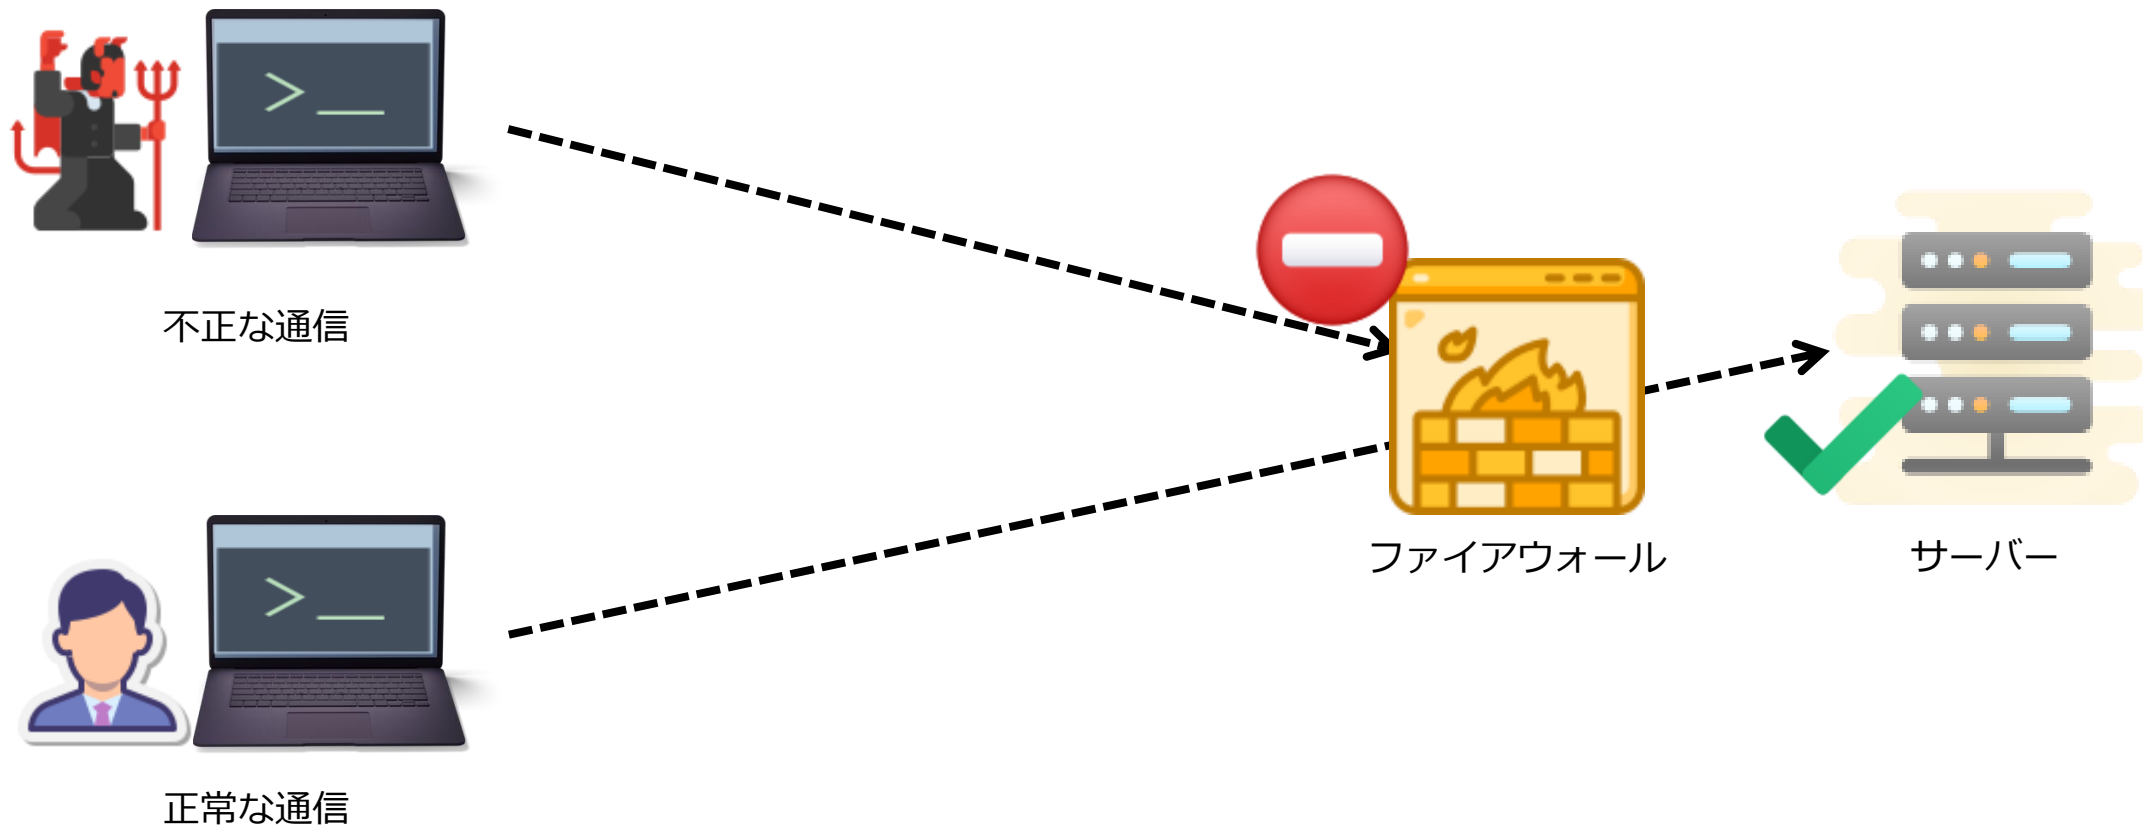 不正な通信
ファイアウォール
サーバー
正常な通信